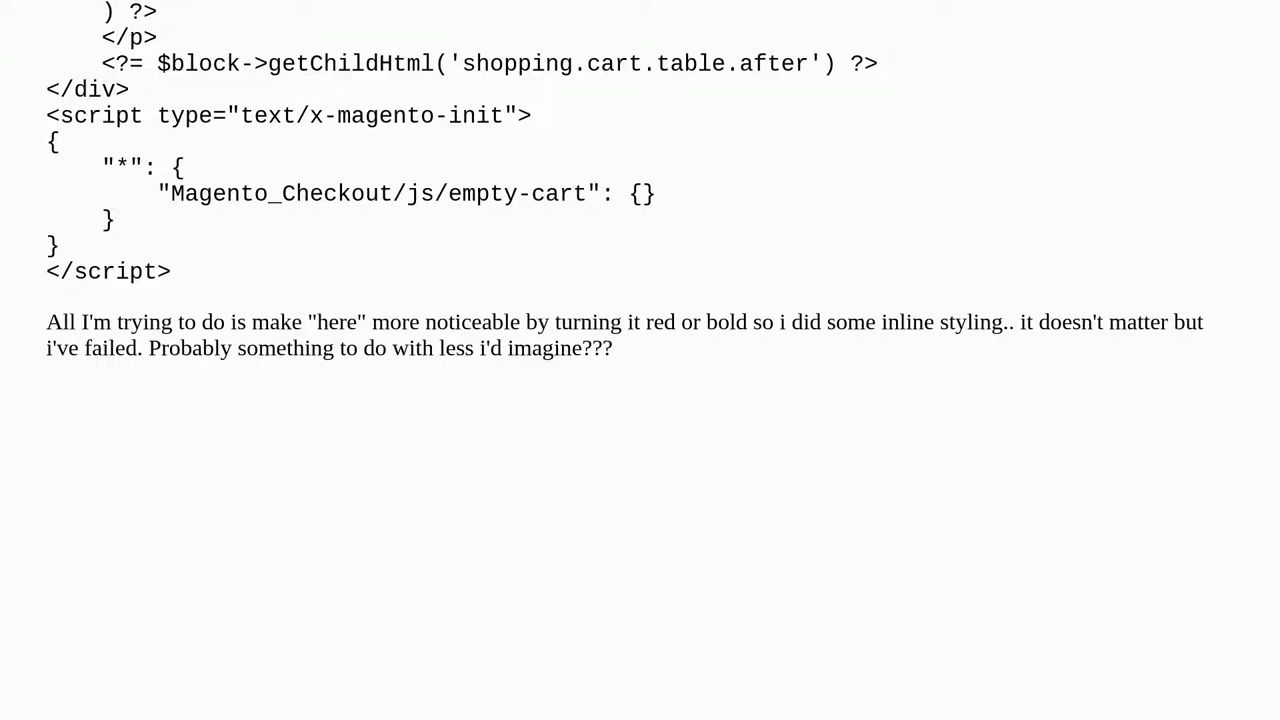 ) ?>
</p>
<?= $block->getChildHtml('shopping.cart.table.after') ?>
</div>
<script type="text/x-magento-init">
{
"*": {
"Magento_Checkout/js/empty-cart": {}
}
}
</script>
All I'm trying to do is make "here" more noticeable by turning it red or bold so i did some inline styling.. it doesn't matter but
i've failed. Probably something to do with less i'd imagine???